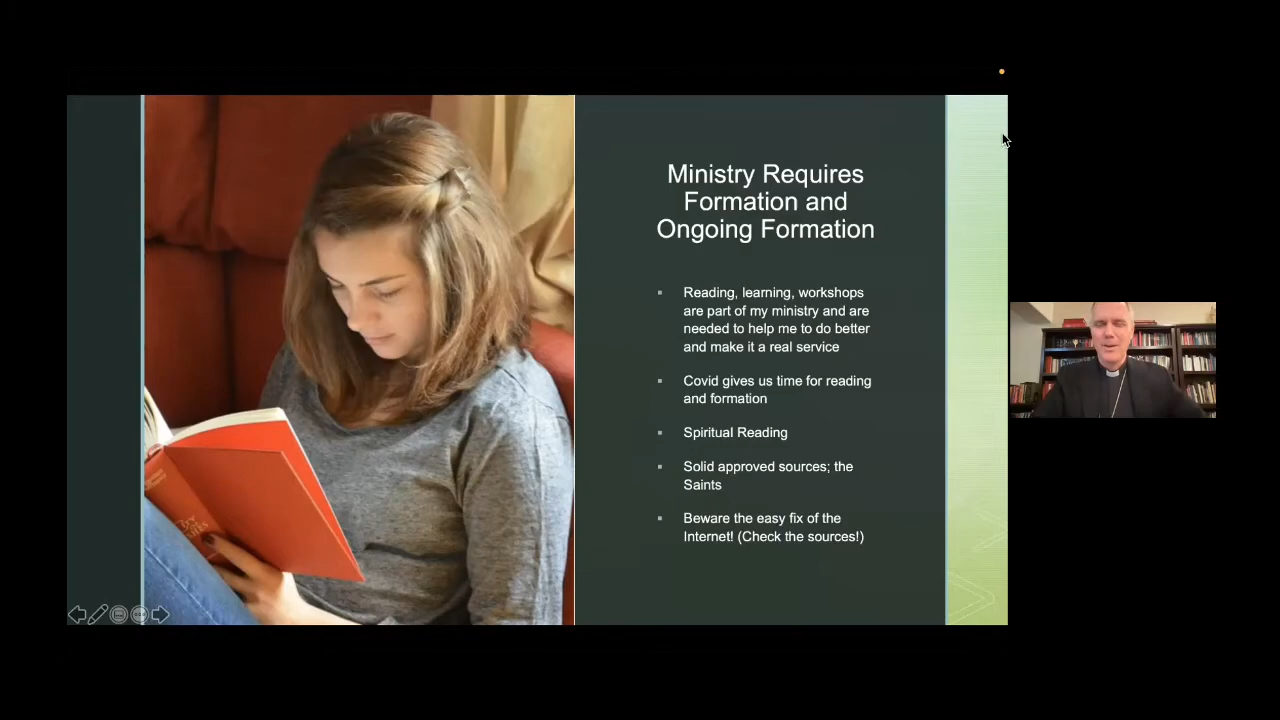 Ministry Requires
Formation and
Ongoing Formation
Reading, learning, workshops
are part of my ministry and are
needed to help me to do better
and make it a real service
Covid gives us time for reading
and formation
Spiritual Reading
Solid approved sources; the
Saints
Beware the easy fix of the
Internet! (Check the sources!)